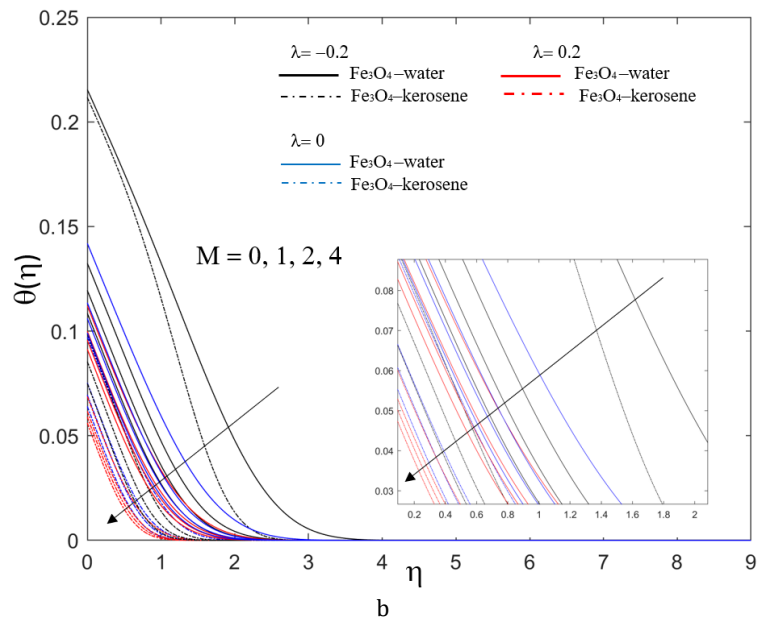 0.25
0.2
0.15
0.1
0.05
0
θ(η)
λ= −0.2
Fe₃O₄–water
Fe₃O₄–kerosene
λ= 0.2
Fe₃O₄–water
Fe₃O₄–kerosene
λ= 0
Fe₃O₄–water
Fe₃O₄–kerosene
M = 0, 1, 2, 4
0.08
0.07
0.06
0.05
0.04
0.03
0.2 0.4 0.6 0.8 1 1.2 1.4 1.6 1.8 2
0 1 2 3 4 5 6 7 8 9
η
b